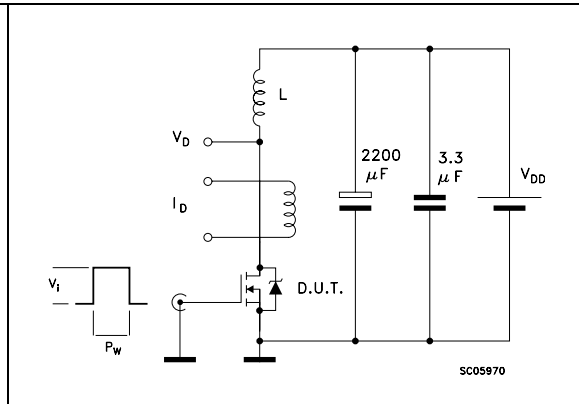 L
V_D
2200
μF
3.3
μF
V_DD
I_D
V_i
D.U.T.
P_W
SC05970